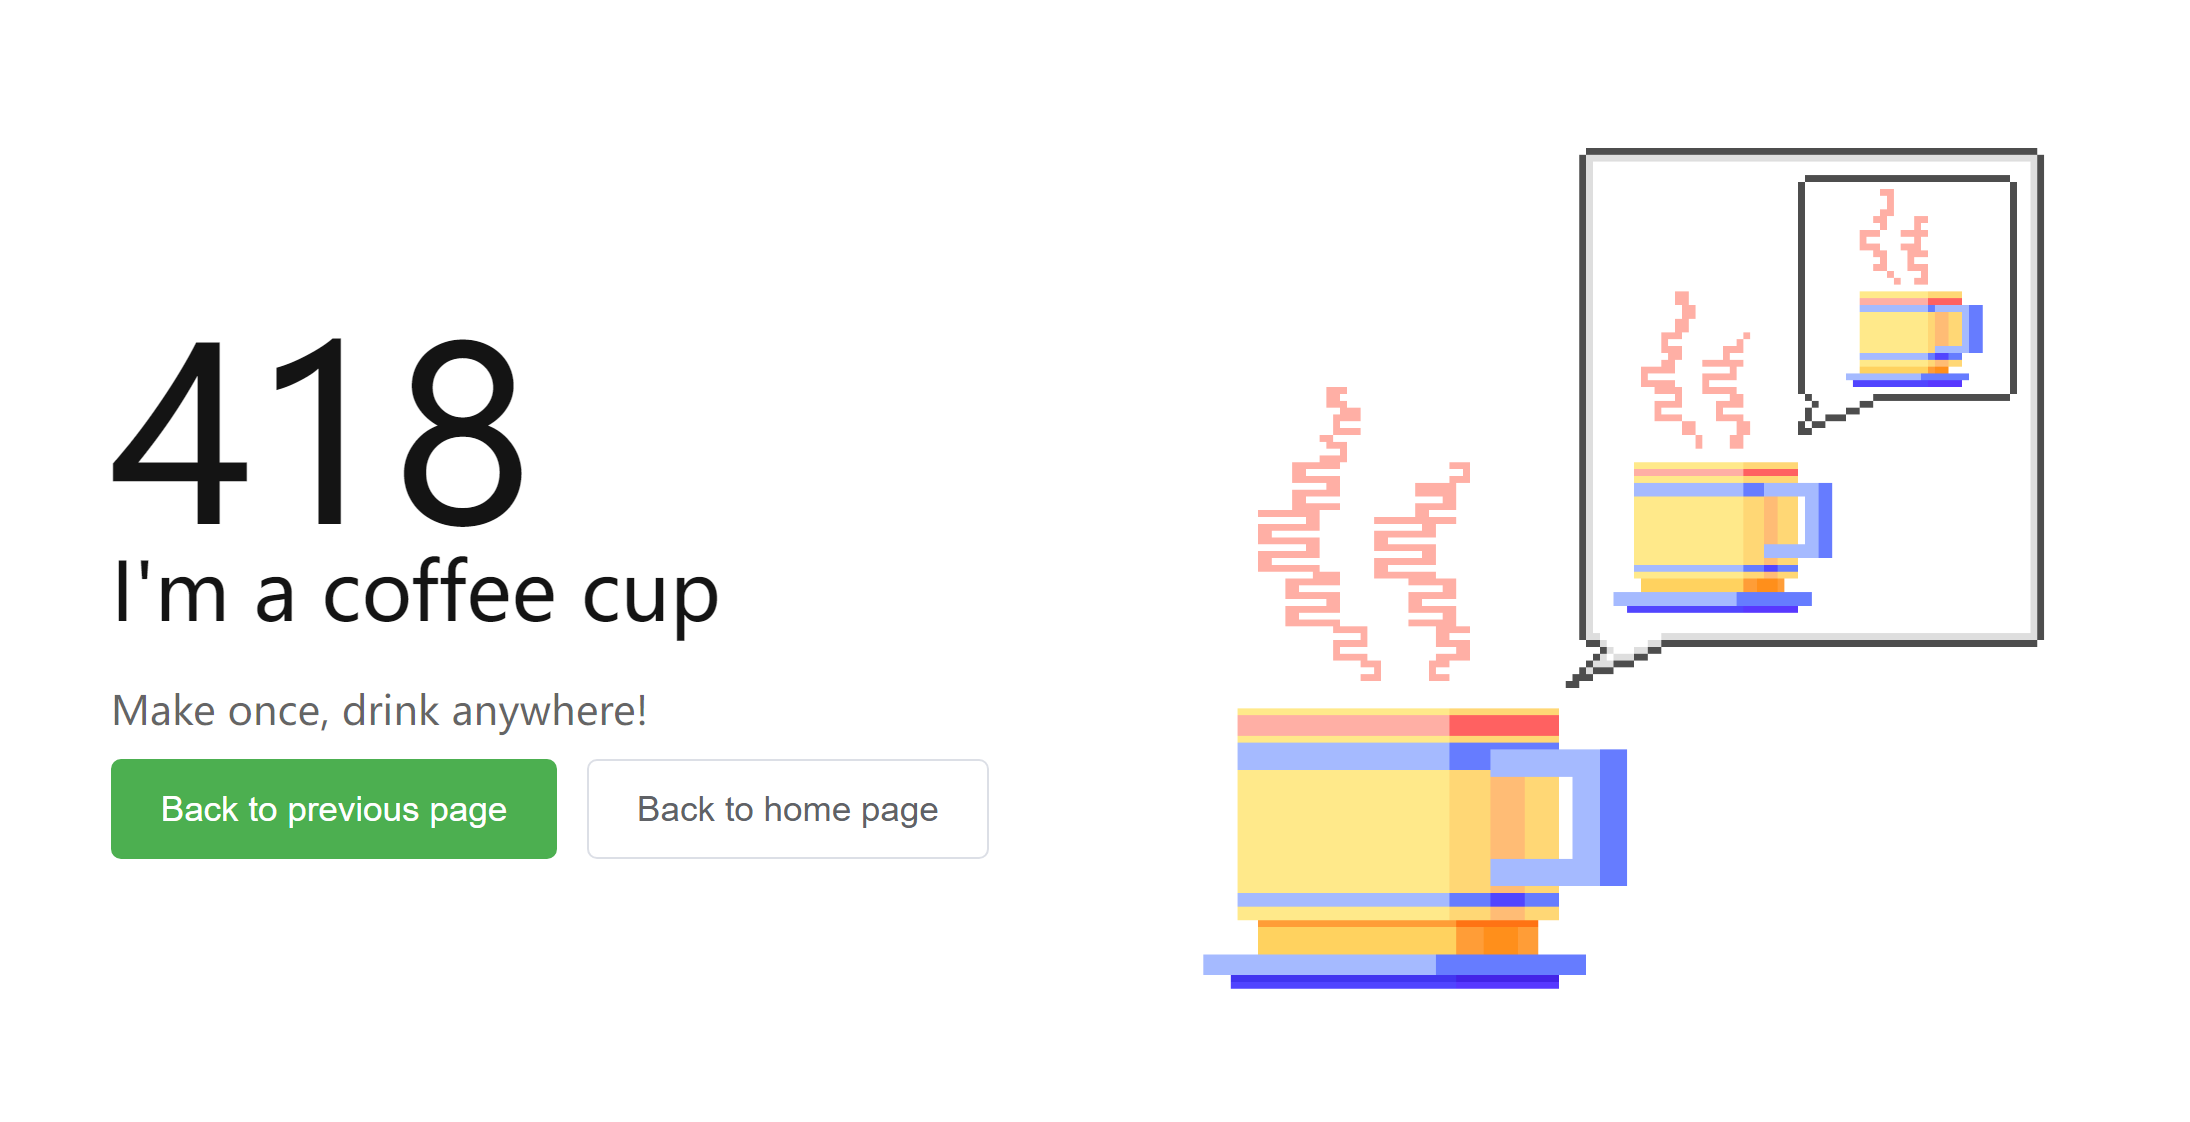 418
I'm a coffee cup
Make once, drink anywhere!
Back to previous page
Back to home page